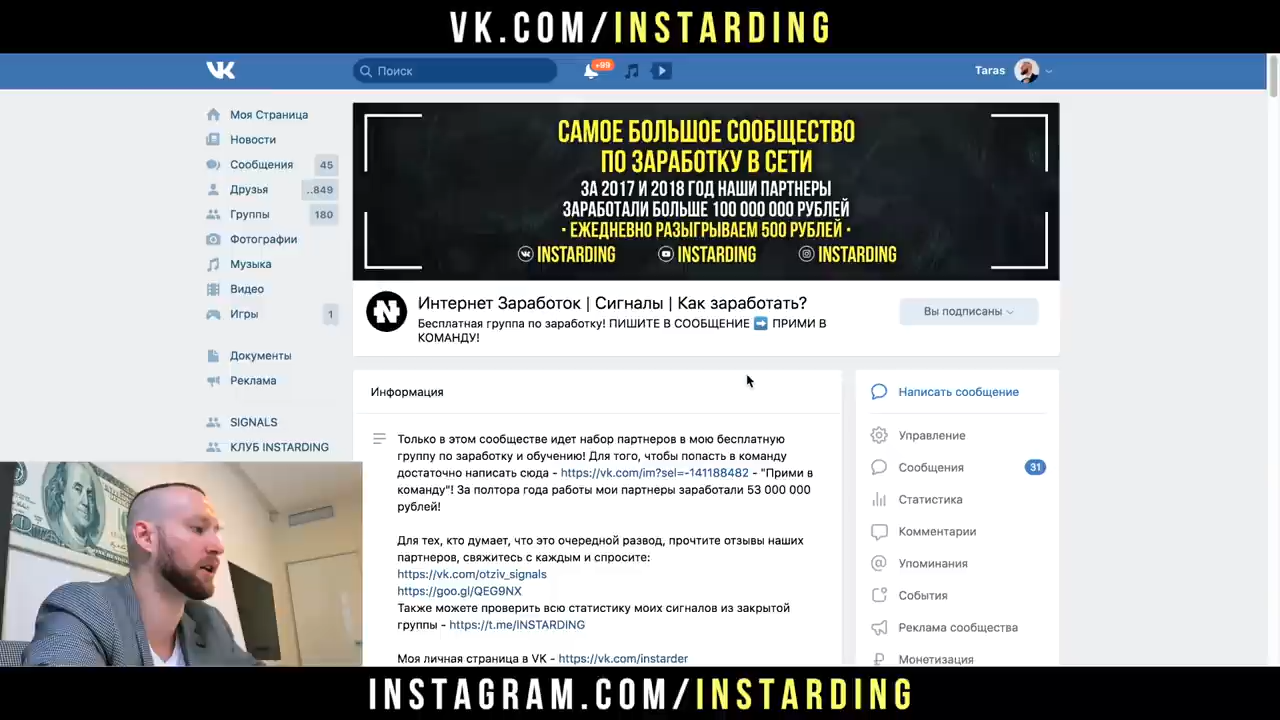 VK.COM/INSTARDING
Поиск
+99
Taras
Моя Страница
Новости
Сообщения 45
Друзья ..849
Группы 180
Фотографии
Музыка
Видео
Игры 1
Документы
Реклама
SIGNALS
КЛУБ INSTARDING
САМОЕ БОЛЬШОЕ СООБЩЕСТВО
ПО ЗАРАБОТКУ В СЕТИ
ЗА 2017 И 2018 ГОД НАШИ ПАРТНЕРЫ
ЗАРАБОТАЛИ БОЛЬШЕ 100 000 000 РУБЛЕЙ
· ЕЖЕДНЕВНО РАЗЫГРЫВАЕМ 500 РУБЛЕЙ ·
INSTARDING INSTARDING INSTARDING
Интернет Заработок | Сигналы | Как заработать?
Бесплатная группа по заработку! ПИШИТЕ В СООБЩЕНИЕ ➡ ПРИМИ В
КОМАНДУ!
Вы подписаны
Информация
Только в этом сообществе идет набор партнеров в мою бесплатную
группу по заработку и обучению! Для того, чтобы попасть в команду
достаточно написать сюда - https://vk.com/im?sel=-141188482 - "Прими в
команду"! За полтора года работы мои партнеры заработали 53 000 000
рублей!
Для тех, кто думает, что это очередной развод, прочтите отзывы наших
партнеров, свяжитесь с каждым и спросите:
https://vk.com/otziv_signals
https://goo.gl/QEG9NX
Также можете проверить всю статистику моих сигналов из закрытой
группы - https://t.me/INSTARDING
Моя личная страница в VK - https://vk.com/instarder
Написать сообщение
Управление
Сообщения 31
Статистика
Комментарии
Упоминания
События
Реклама сообщества
Монетизация
INSTAGRAM.COM/INSTARDING